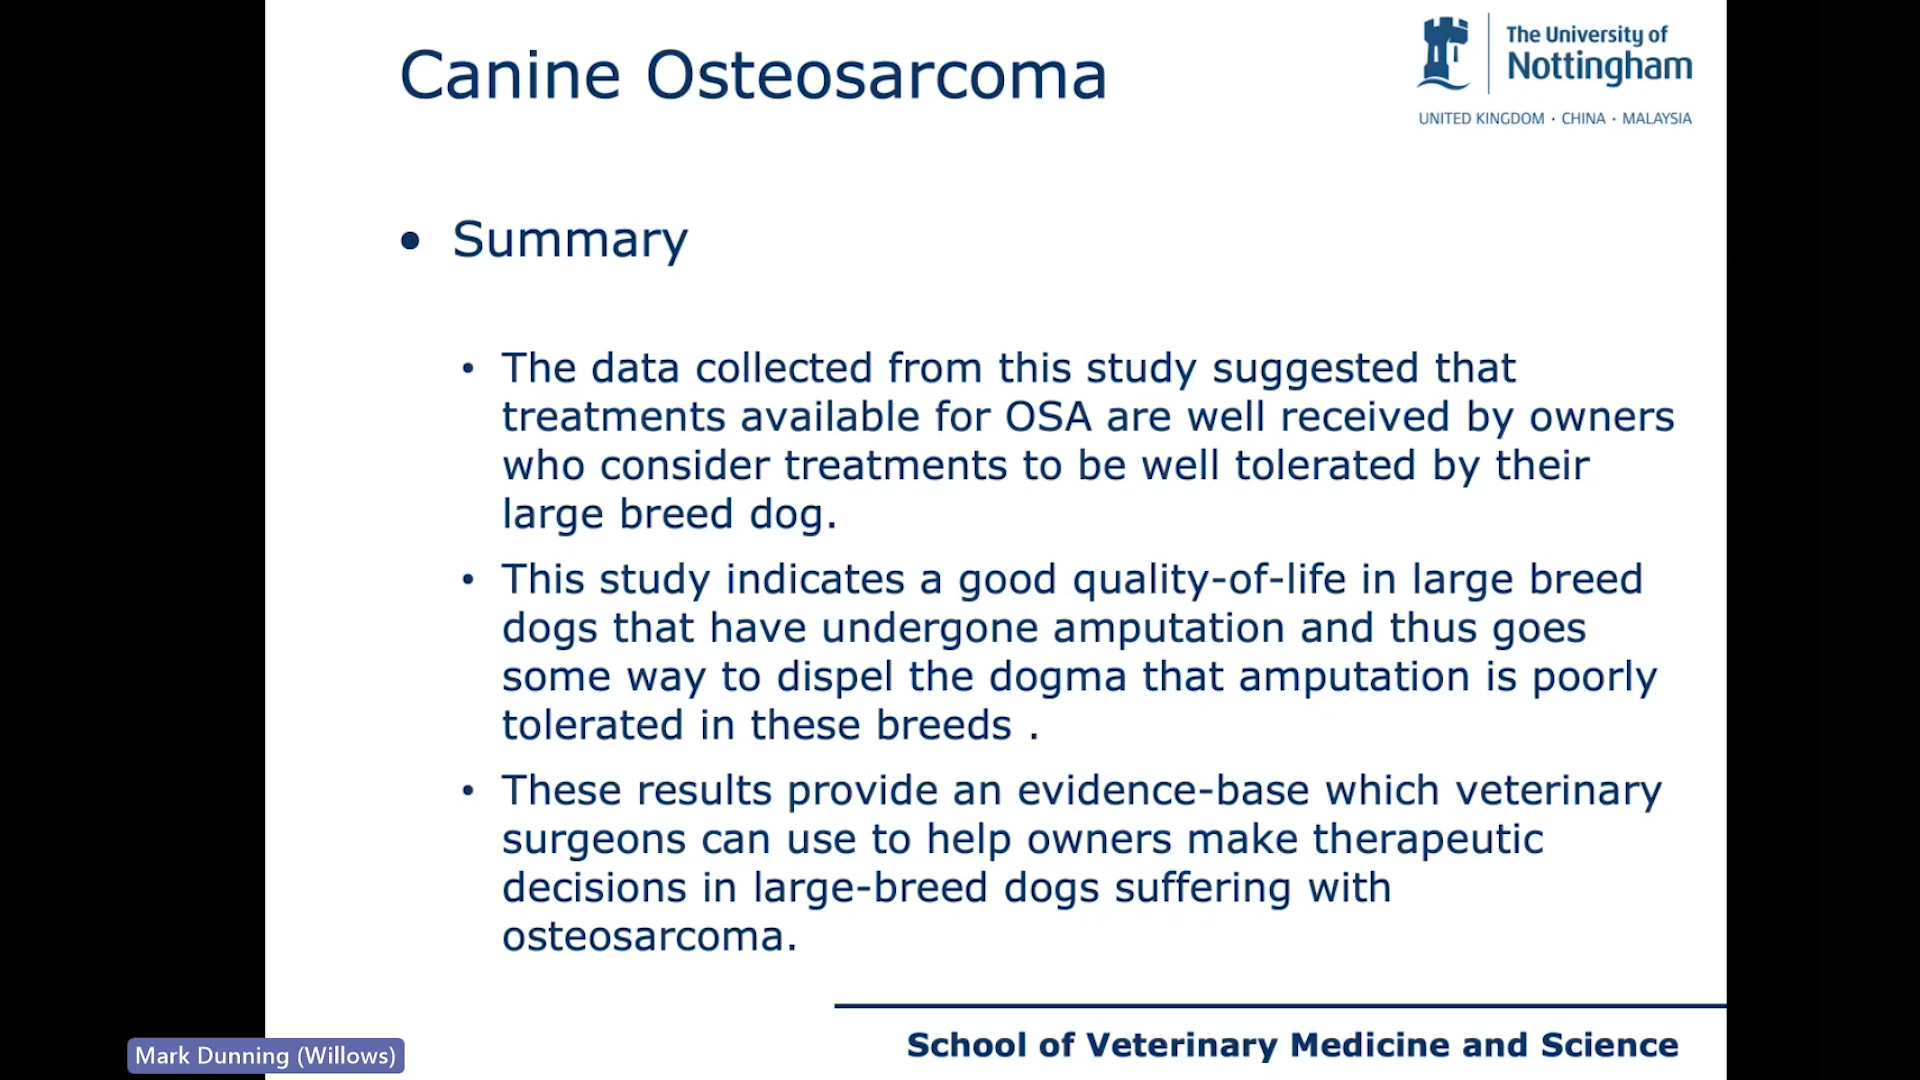 Canine Osteosarcoma
The University of
Nottingham
UNITED KINGDOM · CHINA · MALAYSIA
• Summary
• The data collected from this study suggested that
treatments available for OSA are well received by owners
who consider treatments to be well tolerated by their
large breed dog.
• This study indicates a good quality-of-life in large breed
dogs that have undergone amputation and thus goes
some way to dispel the dogma that amputation is poorly
tolerated in these breeds .
• These results provide an evidence-base which veterinary
surgeons can use to help owners make therapeutic
decisions in large-breed dogs suffering with
osteosarcoma.
School of Veterinary Medicine and Science
Mark Dunning (Willows)